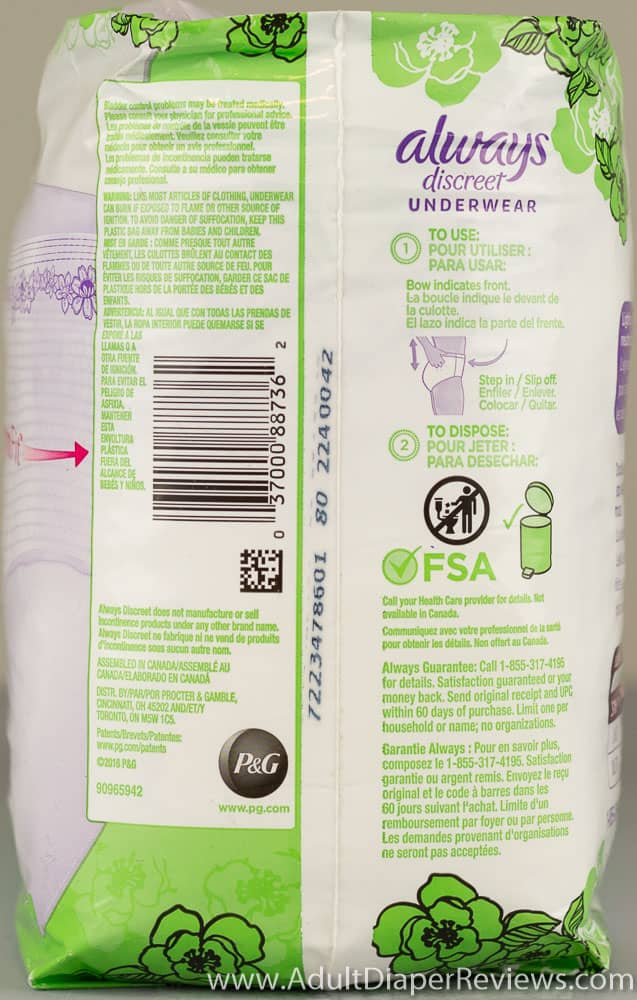 Bladder control problems may be treated medically.
Please consult your physician for professional advice.
Les problèmes de contrôle de la vessie peuvent être
traités médicalement. Veuillez consulter votre
médecin pour obtenir un avis professionnel.
Los problemas de incontinencia pueden tratarse
médicamente. Consulte a su médico para obtener
consejo profesional.
WARNING: LIKE MOST ARTICLES OF CLOTHING, UNDERWEAR
CAN BURN IF EXPOSED TO FLAME OR OTHER SOURCE OF
IGNITION. TO AVOID DANGER OF SUFFOCATION, KEEP THIS
PLASTIC BAG AWAY FROM BABIES AND CHILDREN.
MIST EN GARDE : COMME PRESQUE TOUT AUTRE
VÊTEMENT, LES CULOTTES BRÛLENT AU CONTACT DES
FLAMMES OU DE TOUTE AUTRE SOURCE DE FEU. POUR
ÉVITER LES RISQUES DE SUFFOCATION, GARDER CE SAC DE
PLASTIQUE HORS DE LA PORTÉE DES BÉBÉS ET DES
ENFANTS.
ADVERTENCIA: AL IGUAL QUE CON TODAS LAS PRENDAS DE
VESTIR, LA ROPA INTERIOR PUEDE QUEMARSE SI SE
EXPONE A LAS
LLAMAS O A
OTRA FUENTE
DE IGNICIÓN.
PARA EVITAR EL
PELIGRO DE
ASFIXIA,
MANTENER
ESTA
ENVOLTURA
PLÁSTICA
FUERA DEL
ALCANCE DE
BEBÉS Y NIÑOS.
0 37000 88736 2
Always Discreet does not manufacture or sell
incontinence products under any other brand name.
Always Discreet ne fabrique ni ne vend de produits
d'incontinence sous aucun autre nom.
ASSEMBLED IN CANADA/ASSEMBLÉ AU
CANADA/ELABORADO EN CANADÁ
DISTR. BY/PAR/POR PROCTER & GAMBLE,
CINCINNATI, OH 45202 AND/ET/Y
TORONTO, ON M5W 1C5.
Patents/Brevets/Patentes:
www.pg.com/patents
©2016 P&G
90965942
P&G
www.pg.com
7223478601 80 2240042
always
discreet
UNDERWEAR
1 TO USE:
POUR UTILISER :
PARA USAR:
Bow indicates front.
La boucle indique le devant de
la culotte.
El lazo indica la parte del frente.
Step in / Slip off.
Enfiler / Enlever.
Colocar / Quitar.
2 TO DISPOSE:
POUR JETER :
PARA DESECHAR:
FSA
Call your Health Care provider for details. Not
available in Canada.
Communiquez avec votre professionnel de la santé
pour obtenir les détails. Non offert au Canada.
Always Guarantee: Call 1-855-317-4195
for details. Satisfaction guaranteed or your
money back. Send original receipt and UPC
within 60 days of purchase. Limit one per
household or name; no organizations.
Garantie Always : Pour en savoir plus,
composez le 1-855-317-4195. Satisfaction
garantie ou argent remis. Envoyez le reçu
original et le code à barres dans les
60 jours suivant l'achat. Limite d'un
remboursement par foyer ou par personne.
Les demandes provenant d'organisations
ne seront pas acceptées.
www.AdultDiaperReviews.com